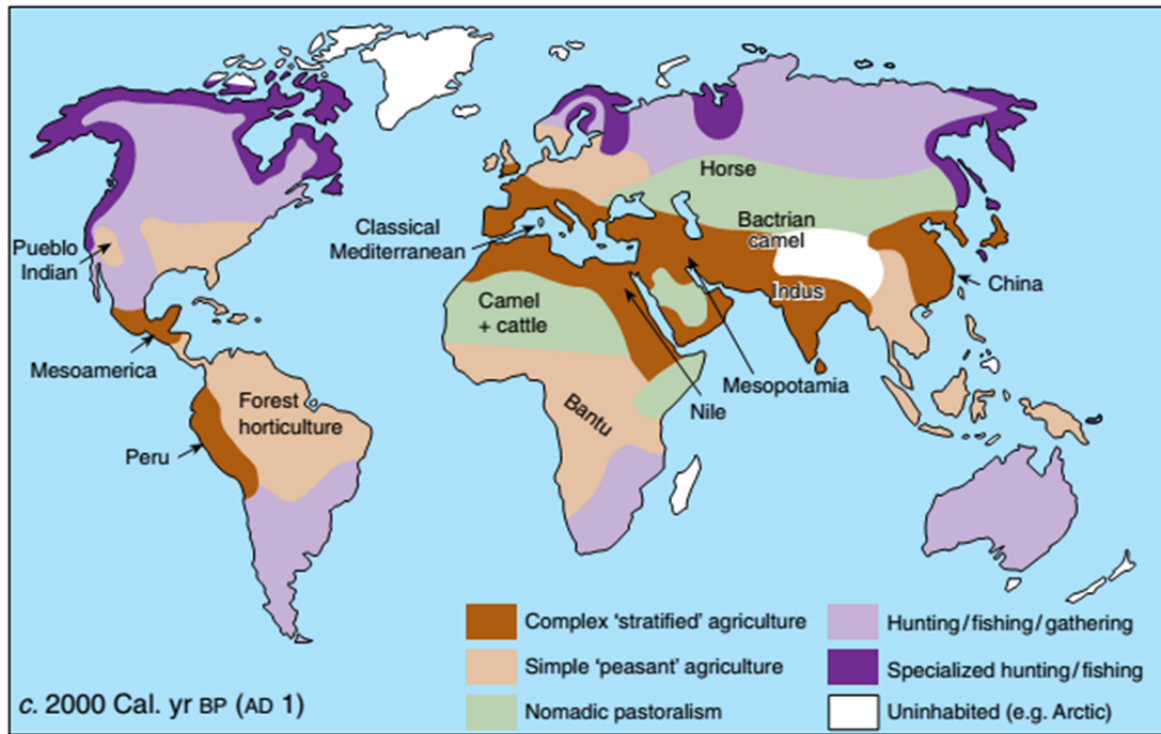 Horse
Bactrian
camel
Classical
Mediterranean
Pueblo
Indian
Indus
China
Camel
+ cattle
Mesoamerica
Mesopotamia
Nile
Forest
horticulture
Bantu
Peru
Complex ‘stratified’ agriculture
Simple ‘peasant’ agriculture
Nomadic pastoralism
Hunting/fishing/gathering
Specialized hunting/fishing
Uninhabited (e.g. Arctic)
c. 2000 Cal. yr BP (AD 1)